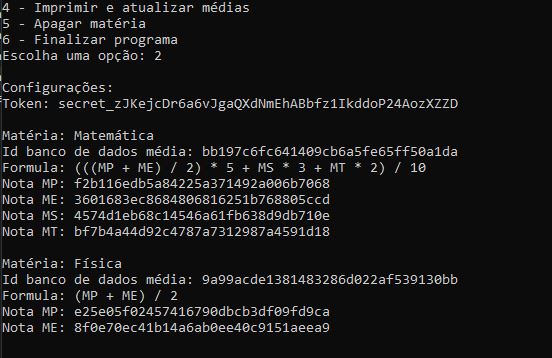 4 - Imprimir e atualizar médias
5 - Apagar matéria
6 - Finalizar programa
Escolha uma opção: 2
Configurações:
Token: secret_zJKejcDr6a6vJgaQXdNmEhABbfz1IkddoP24AozXZZD
Matéria: Matemática
Id banco de dados média: bb197c6fc641409cb6a5fe65ff50a1da
Formula: (((MP + ME) / 2) * 5 + MS * 3 + MT * 2) / 10
Nota MP: f2b116edb5a84225a371492a006b7068
Nota ME: 3601683ec8684806816251b768805ccd
Nota MS: 4574d1eb68c14546a61fb638d9db710e
Nota MT: bf7b4a44d92c4787a7312987a4591d18
Matéria: Física
Id banco de dados média: 9a99acde1381483286d022af539130bb
Formula: (MP + ME) / 2
Nota MP: e25e05f02457416790dbcb3df09fd9ca
Nota ME: 8f0e70ec41b14a6ab0ee40c9151aeea9